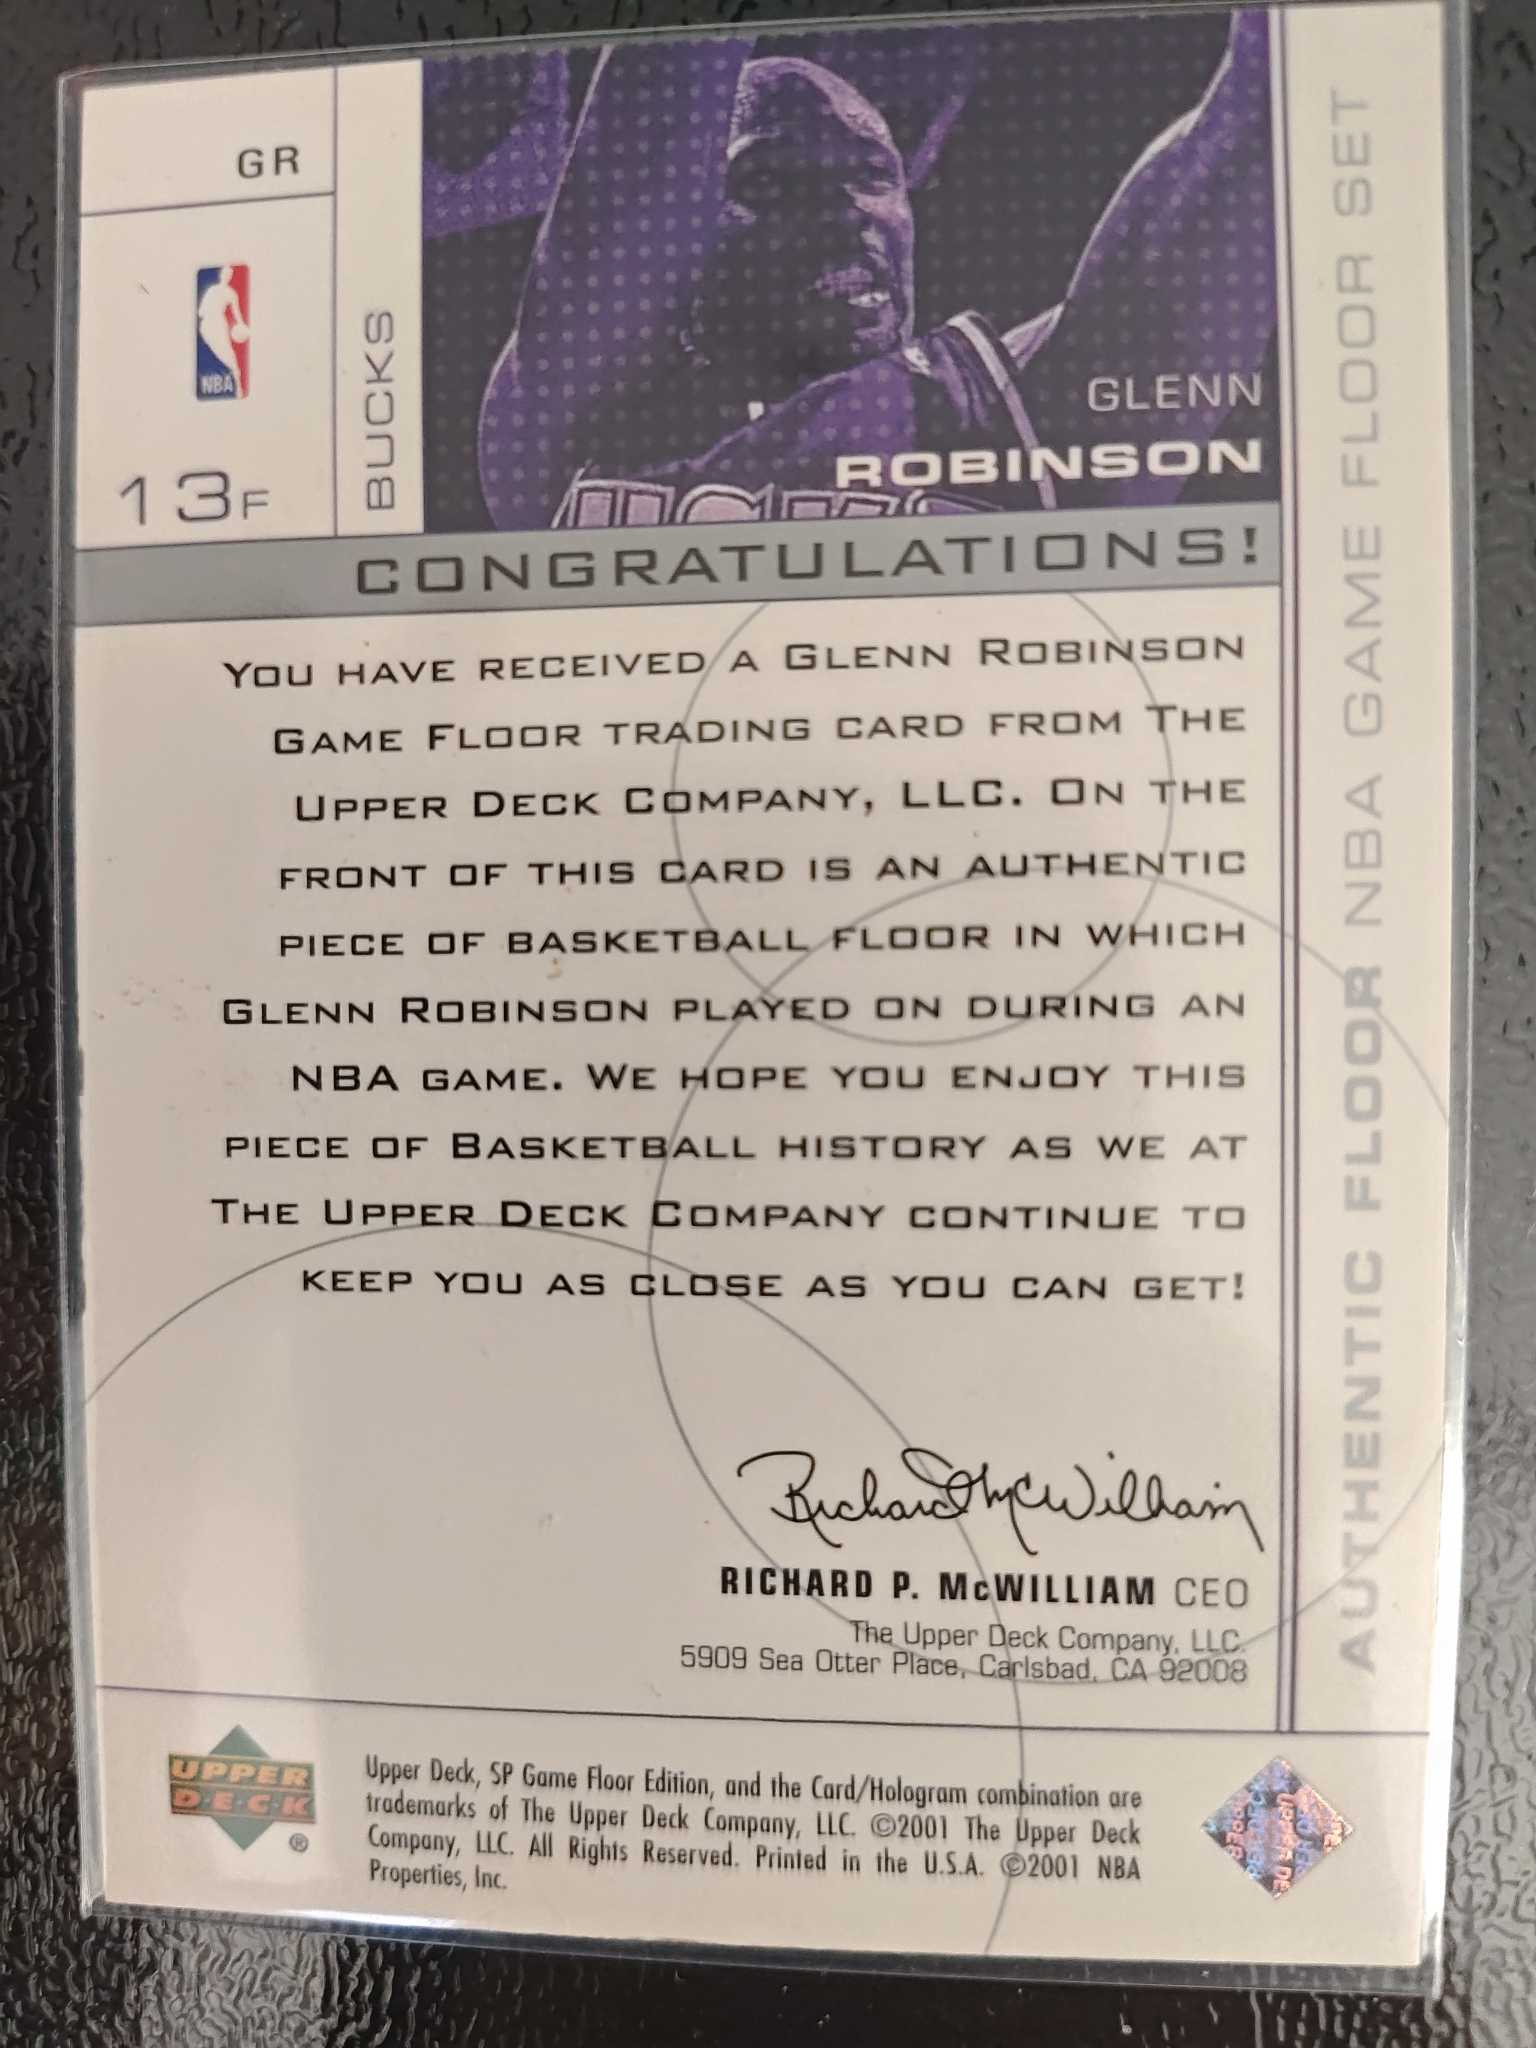 GR
NBA
13F
BUCKS
GLENN
ROBINSON
CONGRATULATIONS!
YOU HAVE RECEIVED A GLENN ROBINSON
GAME FLOOR TRADING CARD FROM THE
UPPER DECK COMPANY, LLC. ON THE
FRONT OF THIS CARD IS AN AUTHENTIC
PIECE OF BASKETBALL FLOOR IN WHICH
GLENN ROBINSON PLAYED ON DURING AN
NBA GAME. WE HOPE YOU ENJOY THIS
PIECE OF BASKETBALL HISTORY AS WE AT
THE UPPER DECK COMPANY CONTINUE TO
KEEP YOU AS CLOSE AS YOU CAN GET!
Richard McWilliam
RICHARD P. McWILLIAM CEO
The Upper Deck Company, LLC.
5909 Sea Otter Place, Carlsbad, CA 92008
AUTHENTIC FLOOR NBA GAME FLOOR SET
UPPER
D·E·C·K
®
Upper Deck, SP Game Floor Edition, and the Card/Hologram combination are
trademarks of The Upper Deck Company, LLC. ©2001 The Upper Deck
Company, LLC. All Rights Reserved. Printed in the U.S.A. ©2001 NBA
Properties, Inc.